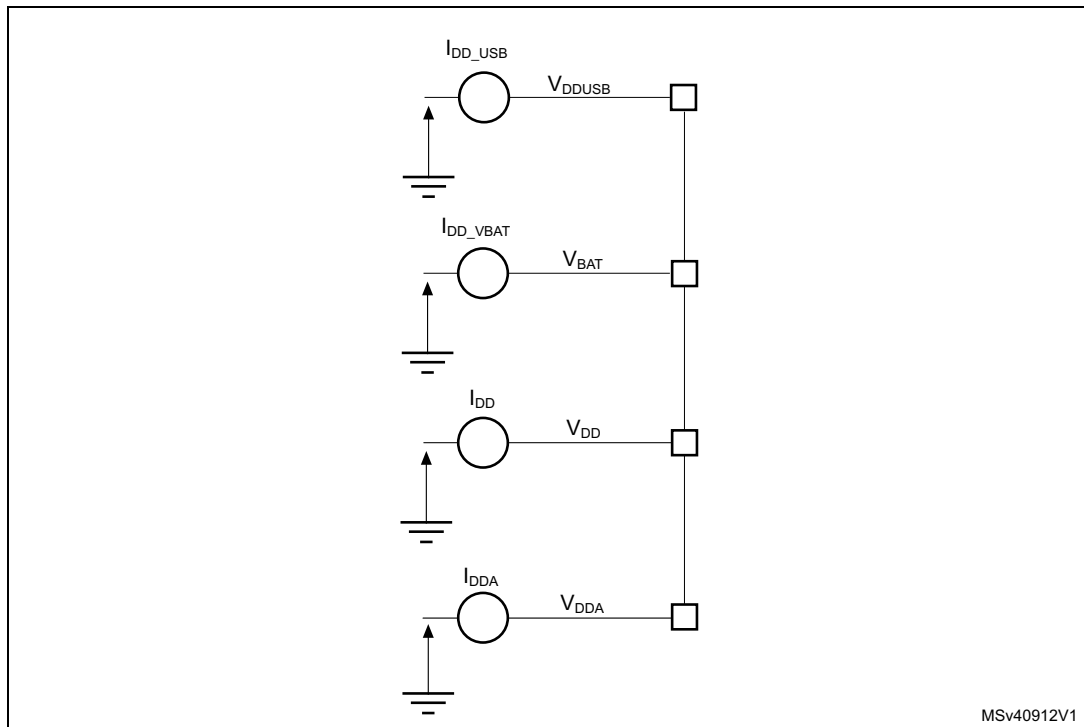 I_DD_USB
V_DDUSB
I_DD_VBAT
V_BAT
I_DD
V_DD
I_DDA
V_DDA
MSv40912V1